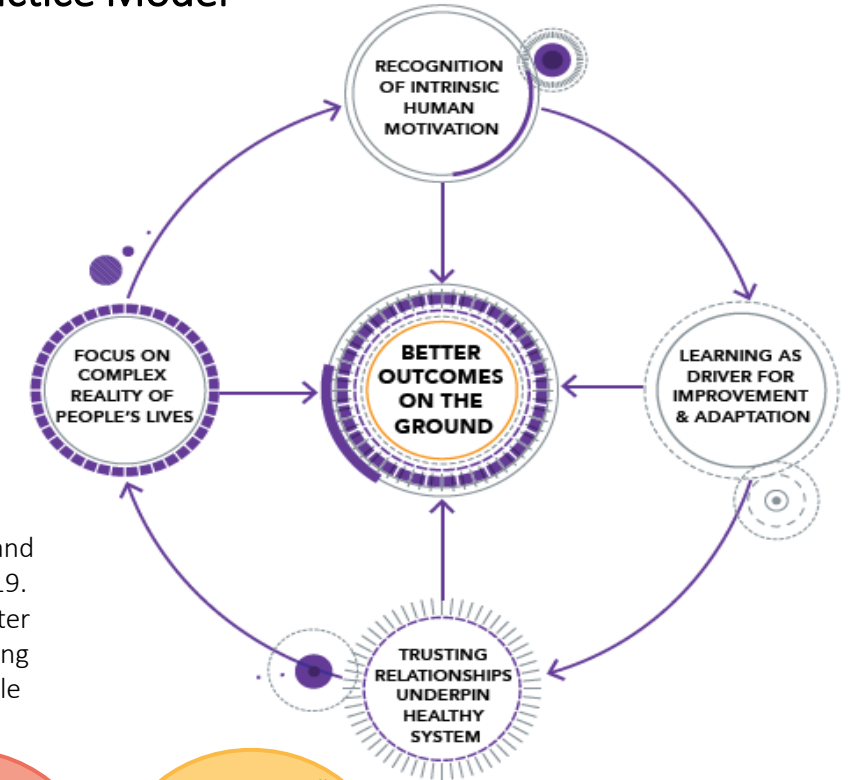 RECOGNITION
OF INTRINSIC
HUMAN
MOTIVATION
FOCUS ON
COMPLEX
REALITY OF
PEOPLE'S LIVES
BETTER
OUTCOMES
ON THE
GROUND
LEARNING AS
DRIVER FOR
IMPROVEMENT
& ADAPTATION
and
TRUSTING
RELATIONSHIPS
UNDERPIN
HEALTHY
SYSTEM